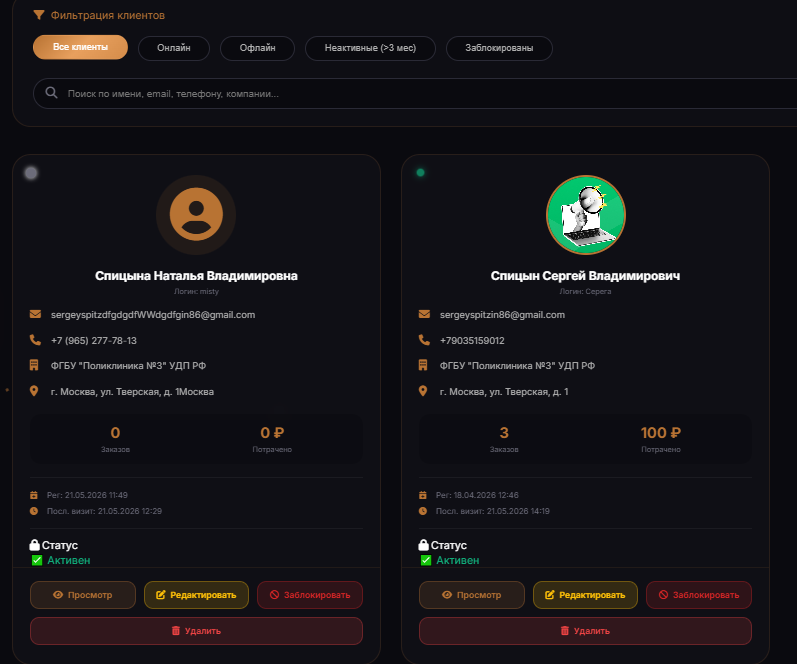 Фильтрация клиентов
Все клиенты Онлайн Офлайн Неактивные (>3 мес) Заблокированы
Поиск по имени, email, телефону, компании...
Спицына Наталья Владимировна
Логин: misty
sergeyspitzdfgdgdfWWdgdfgin86@gmail.com
+7 (965) 277-78-13
ФГБУ "Поликлиника №3" УДП РФ
г. Москва, ул. Тверская, д. 1Москва
0 0 ₽
Заказов Потрачено
Рег: 21.05.2026 11:49
Посл. визит: 21.05.2026 12:29
Статус
Активен
Просмотр Редактировать Заблокировать
Удалить
Спицын Сергей Владимирович
Логин: Серега
sergeyspitzin86@gmail.com
+79035159012
ФГБУ "Поликлиника №3" УДП РФ
г. Москва, ул. Тверская, д. 1
3 100 ₽
Заказов Потрачено
Рег: 18.04.2026 12:46
Посл. визит: 21.05.2026 14:19
Статус
Активен
Просмотр Редактировать Заблокировать
Удалить